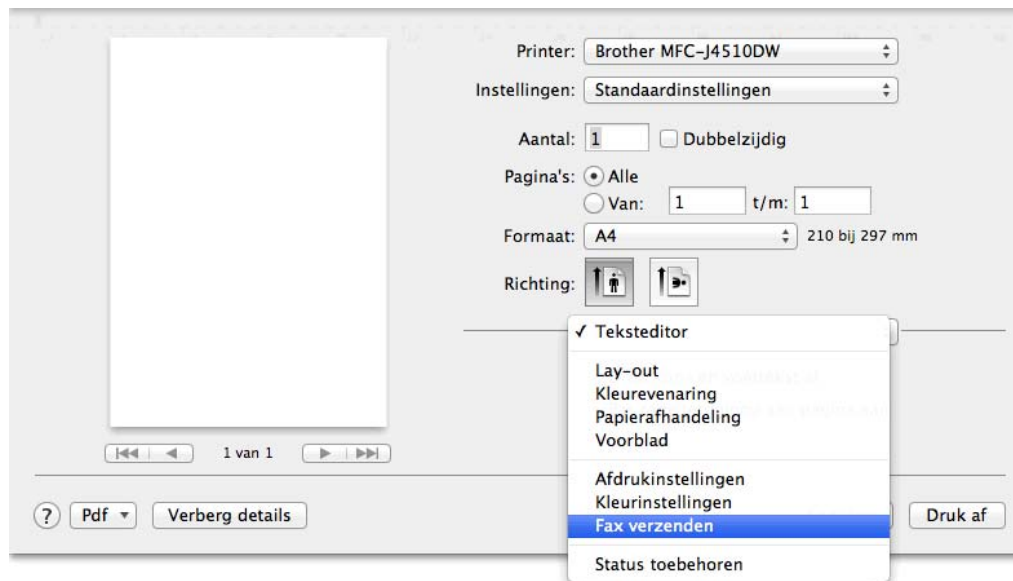 Printer: Brother MFC-J4510DW
Instellingen: Standaardinstellingen
Aantal: 1 Dubbelzijdig
Pagina's: Alle
Van: 1 t/m: 1
Formaat: A4 210 bij 297 mm
Richting:
✓ Teksteditor
Lay-out
Kleurevenaring
Papierafhandeling
Voorblad
1 van 1
Afdrukinstellingen
Kleurinstellingen
Fax verzenden
? Pdf Verberg details Druk af
Status toebehoren